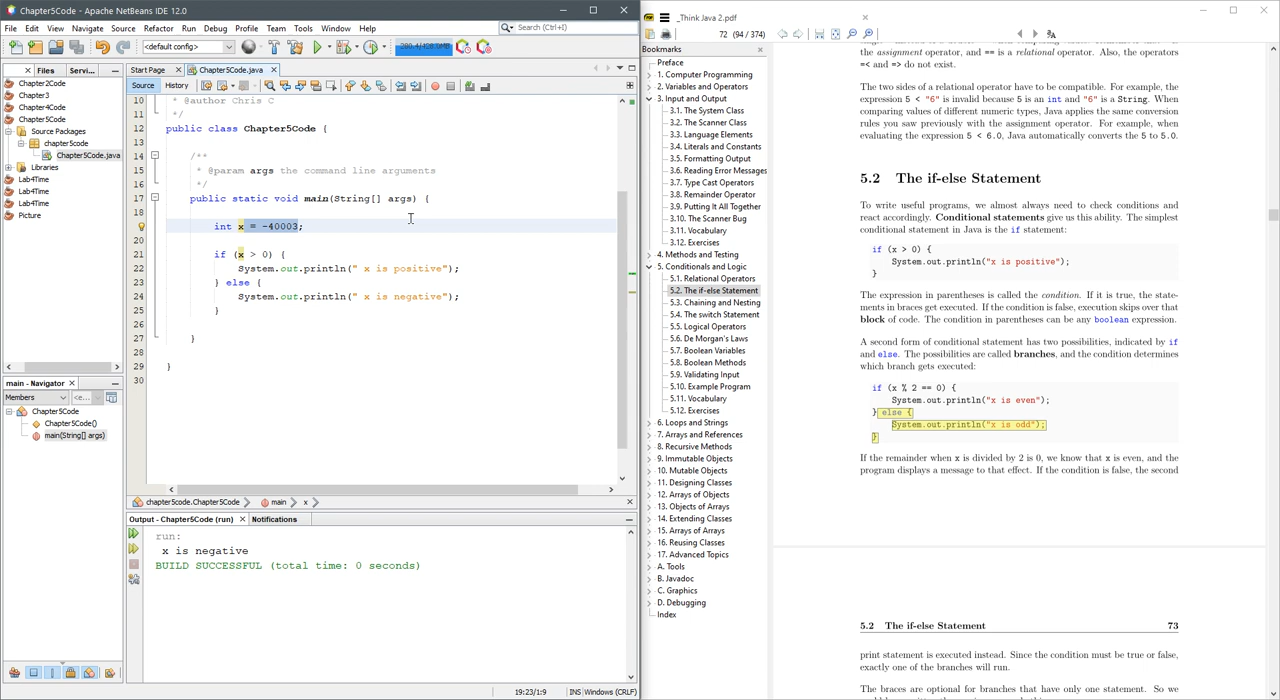 Chapter5Code - Apache NetBeans IDE 12.0
File Edit View Navigate Source Refactor Run Debug Profile Team Tools Window Help
Search (Ctrl+I)
<default config>
Files Servi...
Chapter2Code
Chapter3
Chapter4Code
Chapter5Code
Source Packages
chapter5code
Chapter5Code.java
Libraries
Lab4Time
Lab4Time
Lab4Time
Picture
main - Navigator
Members <e...
Chapter5Code
Chapter5Code()
main(String[] args)
Start Page Chapter5Code.java
Source History
10 * @author Chris C
11 */
12 public class Chapter5Code {
13
14 /**
15 * @param args the command line arguments
16 */
17 public static void main(String[] args) {
18
int x = -40003;
20
21 if (x > 0) {
22 System.out.println(" x is positive");
23 } else {
24 System.out.println(" x is negative");
25 }
26
27 }
28
29 }
30
chapter5code.Chapter5Code main x
Output - Chapter5Code (run) Notifications
run:
x is negative
BUILD SUCCESSFUL (total time: 0 seconds)
19:23/1:9 INS Windows (CRLF)
_Think Java 2.pdf
72 (94 / 374)
Bookmarks
Preface
1. Computer Programming
2. Variables and Operators
3. Input and Output
3.1. The System Class
3.2. The Scanner Class
3.3. Language Elements
3.4. Literals and Constants
3.5. Formatting Output
3.6. Reading Error Messages
3.7. Type Cast Operators
3.8. Remainder Operator
3.9. Putting It All Together
3.10. The Scanner Bug
3.11. Vocabulary
3.12. Exercises
4. Methods and Testing
5. Conditionals and Logic
5.1. Relational Operators
5.2. The if-else Statement
5.3. Chaining and Nesting
5.4. The switch Statement
5.5. Logical Operators
5.6. De Morgan's Laws
5.7. Boolean Variables
5.8. Boolean Methods
5.9. Validating Input
5.10. Example Program
5.11. Vocabulary
5.12. Exercises
6. Loops and Strings
7. Arrays and References
8. Recursive Methods
9. Immutable Objects
10. Mutable Objects
11. Designing Classes
12. Arrays of Objects
13. Objects of Arrays
14. Extending Classes
15. Arrays of Arrays
16. Reusing Classes
17. Advanced Topics
A. Tools
B. Javadoc
C. Graphics
D. Debugging
Index
the assignment operator, and == is a relational operator. Also, the operators
=< and => do not exist.
The two sides of a relational operator have to be compatible. For example, the
expression 5 < "6" is invalid because 5 is an int and "6" is a String. When
comparing values of different numeric types, Java applies the same conversion
rules you saw previously with the assignment operator. For example, when
evaluating the expression 5 < 6.0, Java automatically converts the 5 to 5.0.
5.2 The if-else Statement
To write useful programs, we almost always need to check conditions and
react accordingly. Conditional statements give us this ability. The simplest
conditional statement in Java is the if statement:
if (x > 0) {
System.out.println("x is positive");
}
The expression in parentheses is called the condition. If it is true, the state-
ments in braces get executed. If the condition is false, execution skips over that
block of code. The condition in parentheses can be any boolean expression.
A second form of conditional statement has two possibilities, indicated by if
and else. The possibilities are called branches, and the condition determines
which branch gets executed:
if (x % 2 == 0) {
System.out.println("x is even");
} else {
System.out.println("x is odd");
}
If the remainder when x is divided by 2 is 0, we know that x is even, and the
program displays a message to that effect. If the condition is false, the second
5.2 The if-else Statement 73
print statement is executed instead. Since the condition must be true or false,
exactly one of the branches will run.
The braces are optional for branches that have only one statement. So we